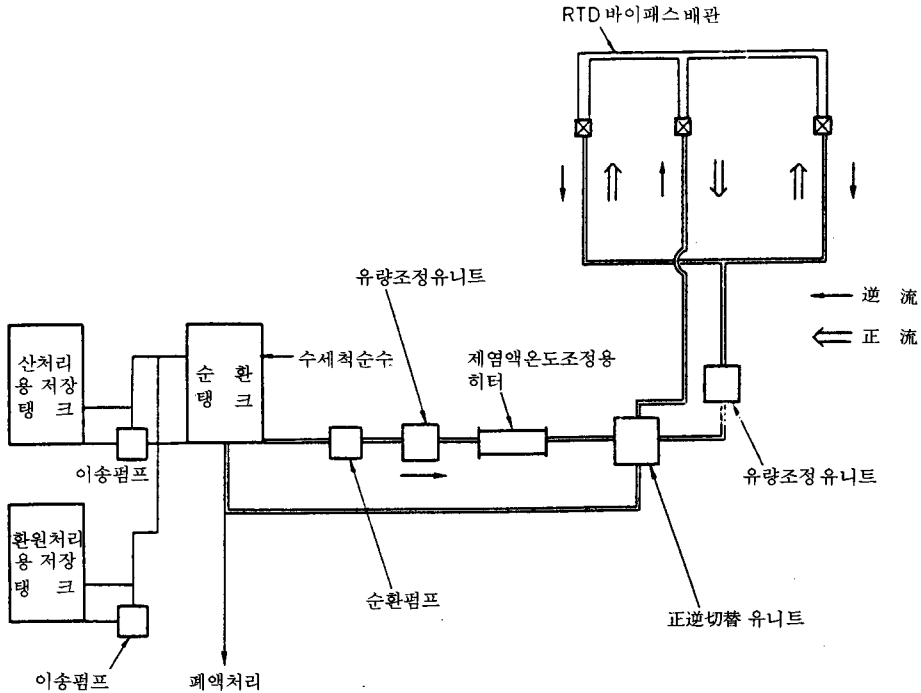 RTD 바이패스 배관
逆 流
正 流
유량조정유니트
산처리
용 저장
탱 크
순 환
탱 크
수세척순수
제염액온도조정용
히터
이송펌프
유량조정 유니트
환원처리
용 저장
탱 크
순환펌프
正逆切替 유니트
이송펌프
폐액처리